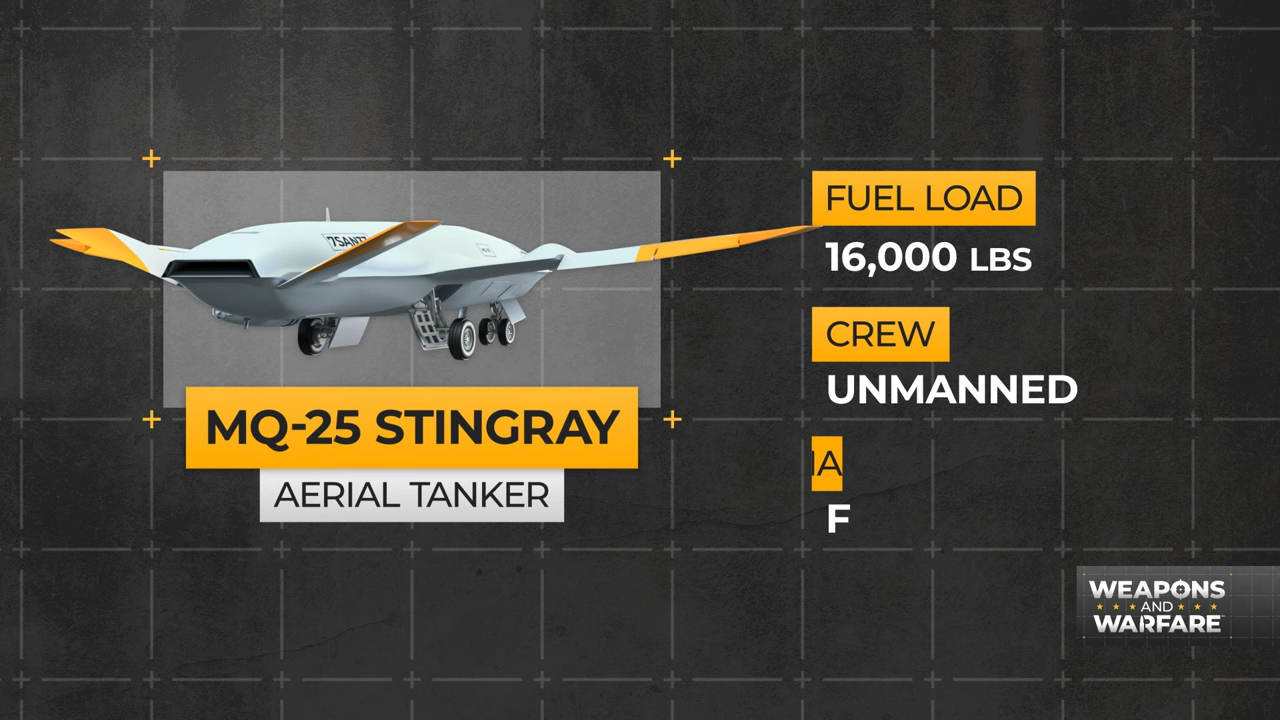 FUEL LOAD
16,000 LBS
CREW
UNMANNED
F
MQ-25 STINGRAY
AERIAL TANKER
WEAPONS
AND
WARFARE